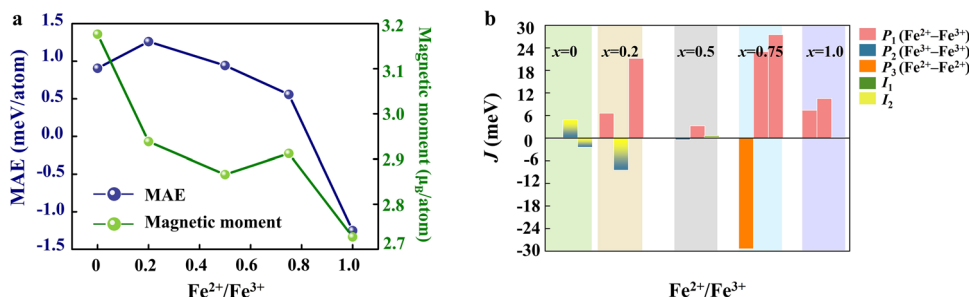 a
MAE (meV/atom)
1.5
1.0
0.5
0.0
-0.5
-1.0
-1.5
MAE
Magnetic moment
0 0.2 0.4 0.6 0.8 1.0
Fe²⁺/Fe³⁺
3.2
3.1
3.0
2.9
2.8
2.7
Magnetic moment (μB/atom)
b
J (meV)
30
24
18
12
6
0
-6
-12
-18
-24
-30
x=0 x=0.2 x=0.5 x=0.75 x=1.0
Fe²⁺/Fe³⁺
P₁ (Fe²⁺–Fe³⁺)
P₂ (Fe³⁺–Fe³⁺)
P₃ (Fe²⁺–Fe²⁺)
I₁
I₂